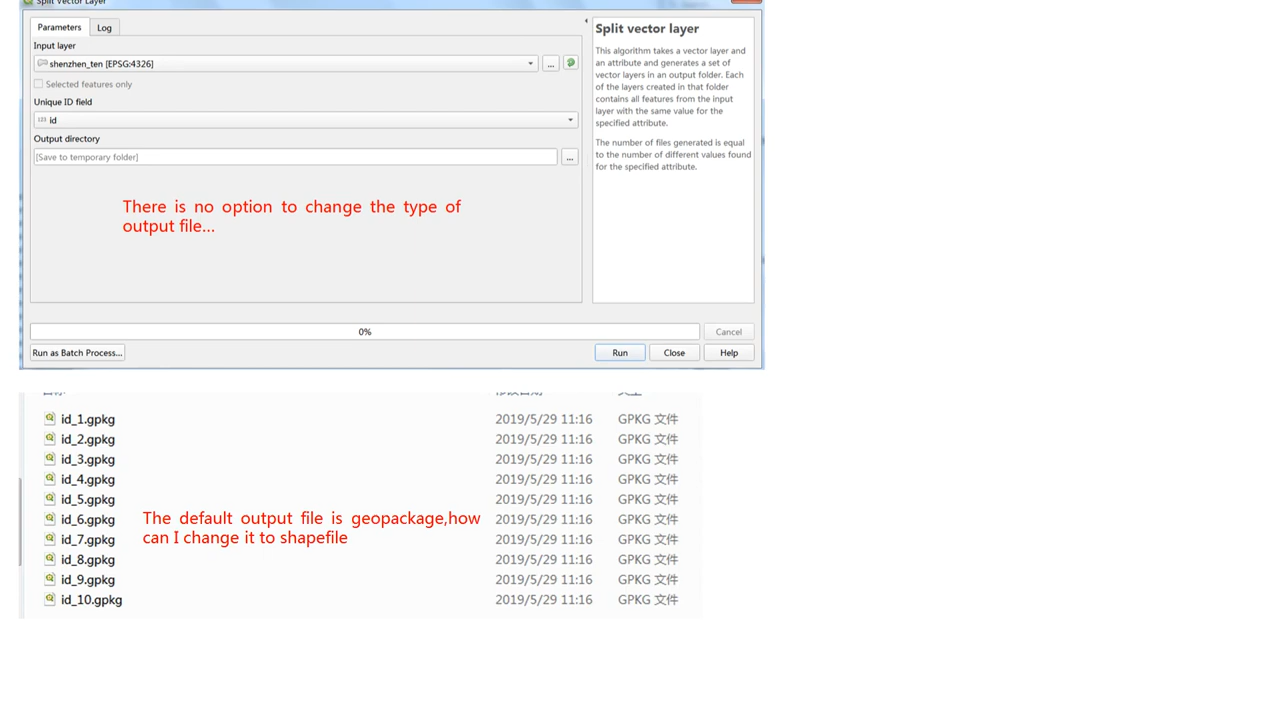 Split Vector Layer
Parameters
Log
Input layer
shenzhen_ten [EPSG:4326]
...
Selected features only
Unique ID field
123 id
Output directory
[Save to temporary folder]
...
There is no option to change the type of
output file...
0%
Cancel
Run as Batch Process...
Run
Close
Help
Split vector layer
This algorithm takes a vector layer and
an attribute and generates a set of
vector layers in an output folder. Each
of the layers created in that folder
contains all features from the input
layer with the same value for the
specified attribute.
The number of files generated is equal
to the number of different values found
for the specified attribute.
id_1.gpkg 2019/5/29 11:16 GPKG 文件
id_2.gpkg 2019/5/29 11:16 GPKG 文件
id_3.gpkg 2019/5/29 11:16 GPKG 文件
id_4.gpkg 2019/5/29 11:16 GPKG 文件
id_5.gpkg 2019/5/29 11:16 GPKG 文件
id_6.gpkg 2019/5/29 11:16 GPKG 文件
id_7.gpkg 2019/5/29 11:16 GPKG 文件
id_8.gpkg 2019/5/29 11:16 GPKG 文件
id_9.gpkg 2019/5/29 11:16 GPKG 文件
id_10.gpkg 2019/5/29 11:16 GPKG 文件
The default output file is geopackage,how
can I change it to shapefile